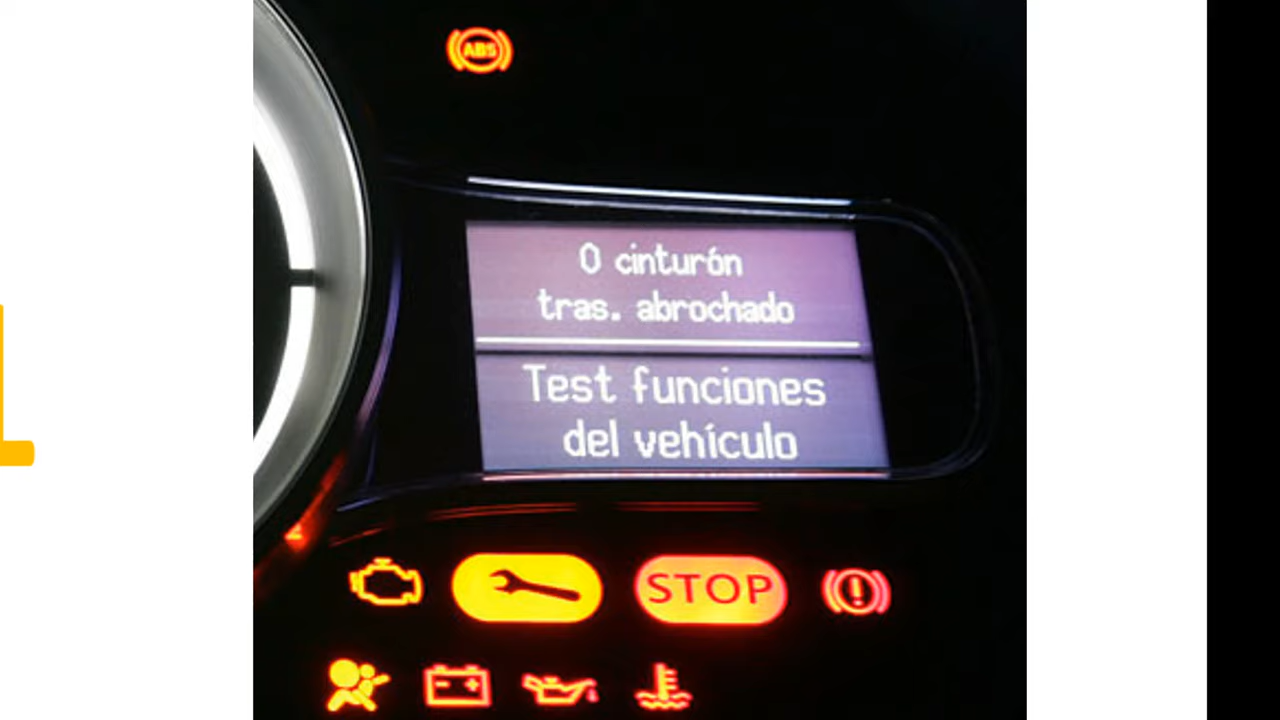 ABS
0 cinturón
tras. abrochado
Test funciones
del vehículo
STOP